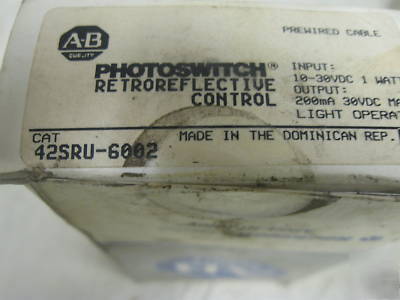 A-B
QUALITY
PREWIRED CABLE
PHOTOSWITCH®
RETROREFLECTIVE
CONTROL
INPUT:
10-30VDC 1 WATT
OUTPUT:
200mA 30VDC MA
LIGHT OPERAT
CAT
42SRU-6002
MADE IN THE DOMINICAN REP.